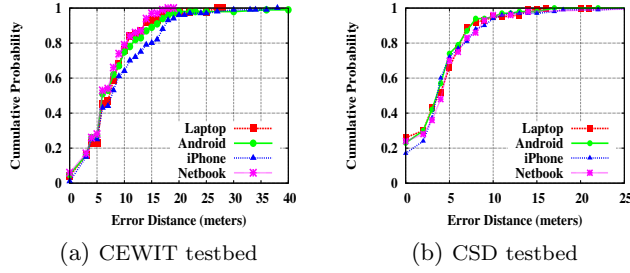 Cumulative Probability
1
0.8
0.6
0.4
0.2
0
0 5 10 15 20 25 30 35 40
Error Distance (meters)
Laptop
Android
iPhone
Netbook
(a) CEWIT testbed
Cumulative Probability
1
0.8
0.6
0.4
0.2
0
0 5 10 15 20 25
Error Distance (meters)
Laptop
Android
iPhone
Netbook
(b) CSD testbed